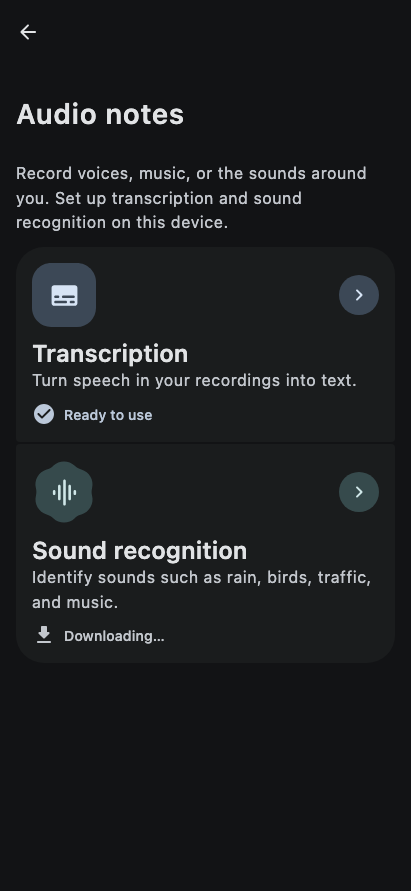 Audio notes
Record voices, music, or the sounds around
you. Set up transcription and sound
recognition on this device.
Transcription
Turn speech in your recordings into text.
Ready to use
Sound recognition
Identify sounds such as rain, birds, traffic,
and music.
Downloading...